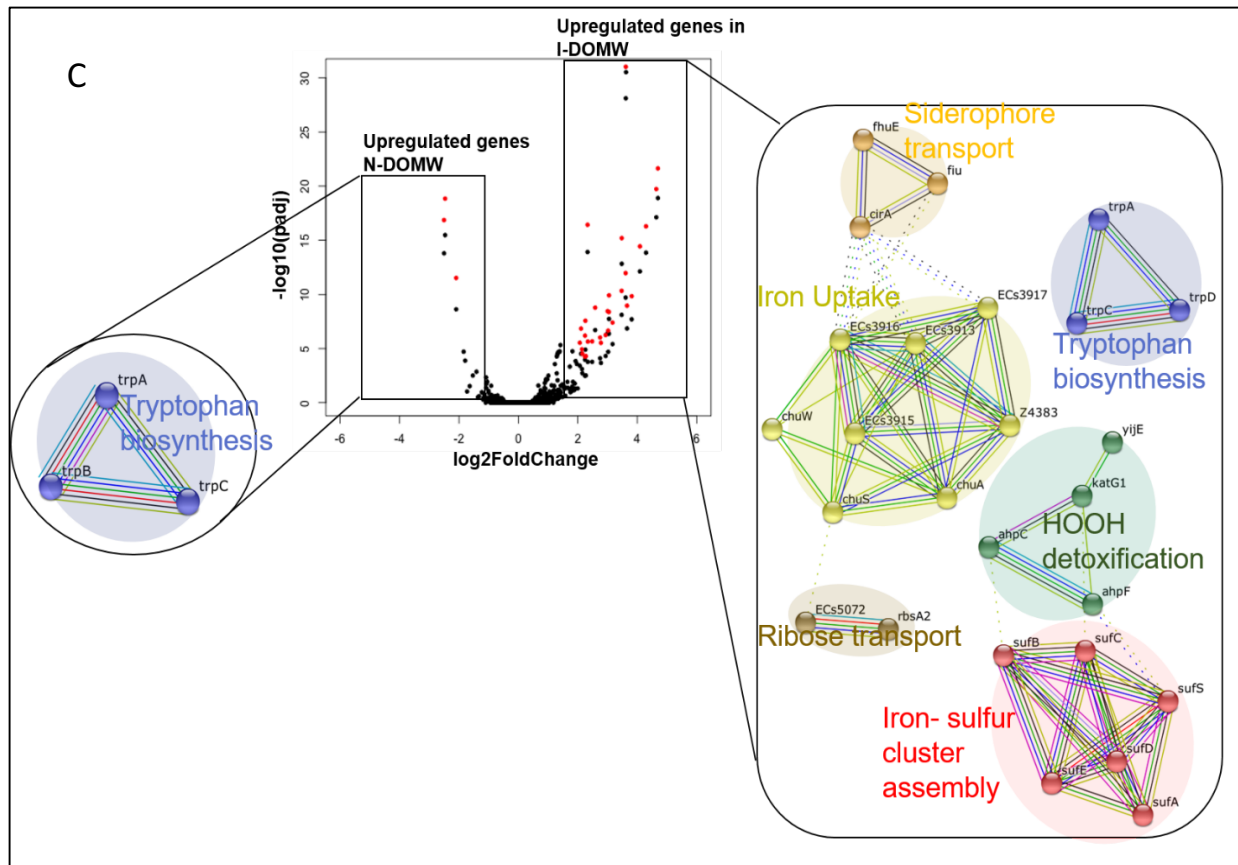 C
Upregulated genes in
I-DOMW
Upregulated genes
N-DOMW
-log10(padj)
30
25
20
15
10
5
0
-6
-4
-2
0
2
4
6
log2FoldChange
trpA
Tryptophan
biosynthesis
trpB
trpC
Siderophore
transport
fhuE
fiu
cirA
trpA
trpC
trpD
Tryptophan
biosynthesis
Iron Uptake
ECs3917
ECs3916
ECs3913
chuW
ECs3915
Z4383
chuS
chuA
yijE
katG1
HOOH
detoxification
ahpC
ahpF
ECs5072
rbsA2
Ribose transport
sufB
sufC
sufS
Iron- sulfur
cluster
assembly
sufD
sufE
sufA